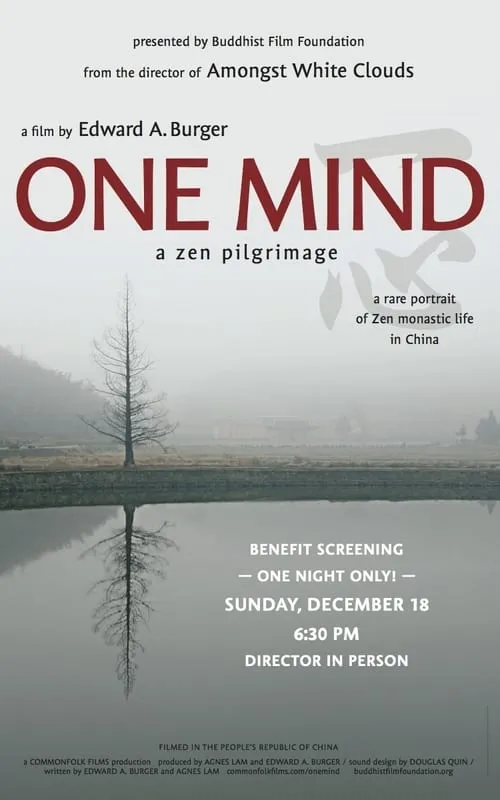 presented by Buddhist Film Foundation
from the director of Amongst White Clouds
a film by Edward A. Burger
一心
ONE MIND
a zen pilgrimage
a rare portrait
of Zen monastic life
in China
BENEFIT SCREENING
— ONE NIGHT ONLY! —
SUNDAY, DECEMBER 18
6:30 PM
DIRECTOR IN PERSON
FILMED IN THE PEOPLE'S REPUBLIC OF CHINA
a COMMONFOLK FILMS production produced by AGNES LAM and EDWARD A. BURGER / sound design by DOUGLAS QUIN /
written by EDWARD A. BURGER and AGNES LAM commonfolkfilms.com/onemind buddhistfilmfoundation.org